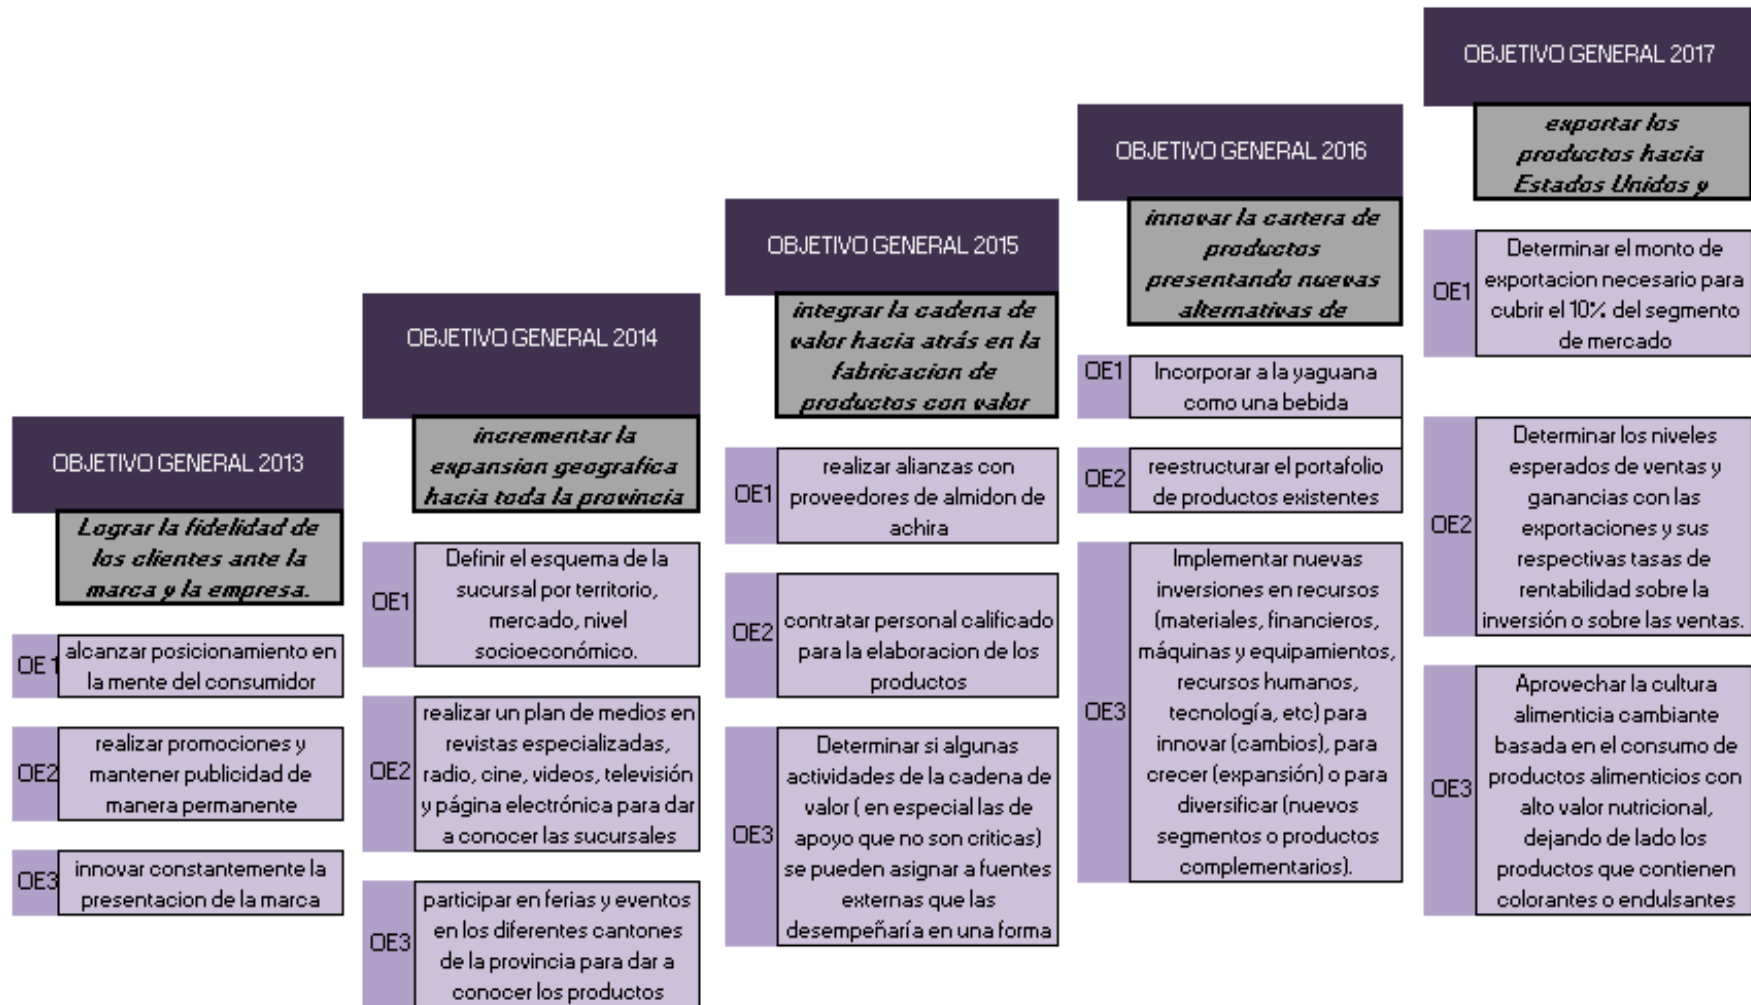 OBJETIVO GENERAL 2013
Lograr la fidelidad de
los clientes ante la
marca y la empresa.
OE 1
alcanzar posicionamiento en
la mente del consumidor
OE2
realizar promociones y
mantener publicidad de
manera permanente
OE3
innovar constantemente la
presentacion de la marca
OBJETIVO GENERAL 2014
incrementar la
expansion geografica
hacia toda la provincia
OE1
Definir el esquema de la
sucursal por territorio,
mercado, nivel
socioeconómico.
OE2
realizar un plan de medios en
revistas especializadas,
radio, cine, videos, televisión
y página electrónica para dar
a conocer las sucursales
OE3
participar en ferias y eventos
en los diferentes cantones
de la provincia para dar a
conocer los productos
OBJETIVO GENERAL 2015
integrar la cadena de
valor hacia atrás en la
fabricacion de
productos con valor
OE1
realizar alianzas con
proveedores de almidon de
achira
OE2
contratar personal calificado
para la elaboracion de los
productos
OE3
Determinar si algunas
actividades de la cadena de
valor ( en especial las de
apoyo que no son criticas)
se pueden asignar a fuentes
externas que las
desempeñaría en una forma
OBJETIVO GENERAL 2016
innovar la cartera de
productos
presentando nuevas
alternativas de
OE1
Incorporar a la yaguana
como una bebida
OE2
reestructurar el portafolio
de productos existentes
OE3
Implementar nuevas
inversiones en recursos
(materiales, financieros,
máquinas y equipamientos,
recursos humanos,
tecnología, etc) para
innovar (cambios), para
crecer (expansión) o para
diversificar (nuevos
segmentos o productos
complementarios).
OBJETIVO GENERAL 2017
exportar los
productos hacia
Estados Unidos y
OE1
Determinar el monto de
exportacion necesario para
cubrir el 10% del segmento
de mercado
OE2
Determinar los niveles
esperados de ventas y
ganancias con las
exportaciones y sus
respectivas tasas de
rentabilidad sobre la
inversión o sobre las ventas.
OE3
Aprovechar la cultura
alimenticia cambiante
basada en el consumo de
productos alimenticios con
alto valor nutricional,
dejando de lado los
productos que contienen
colorantes o endulsantes